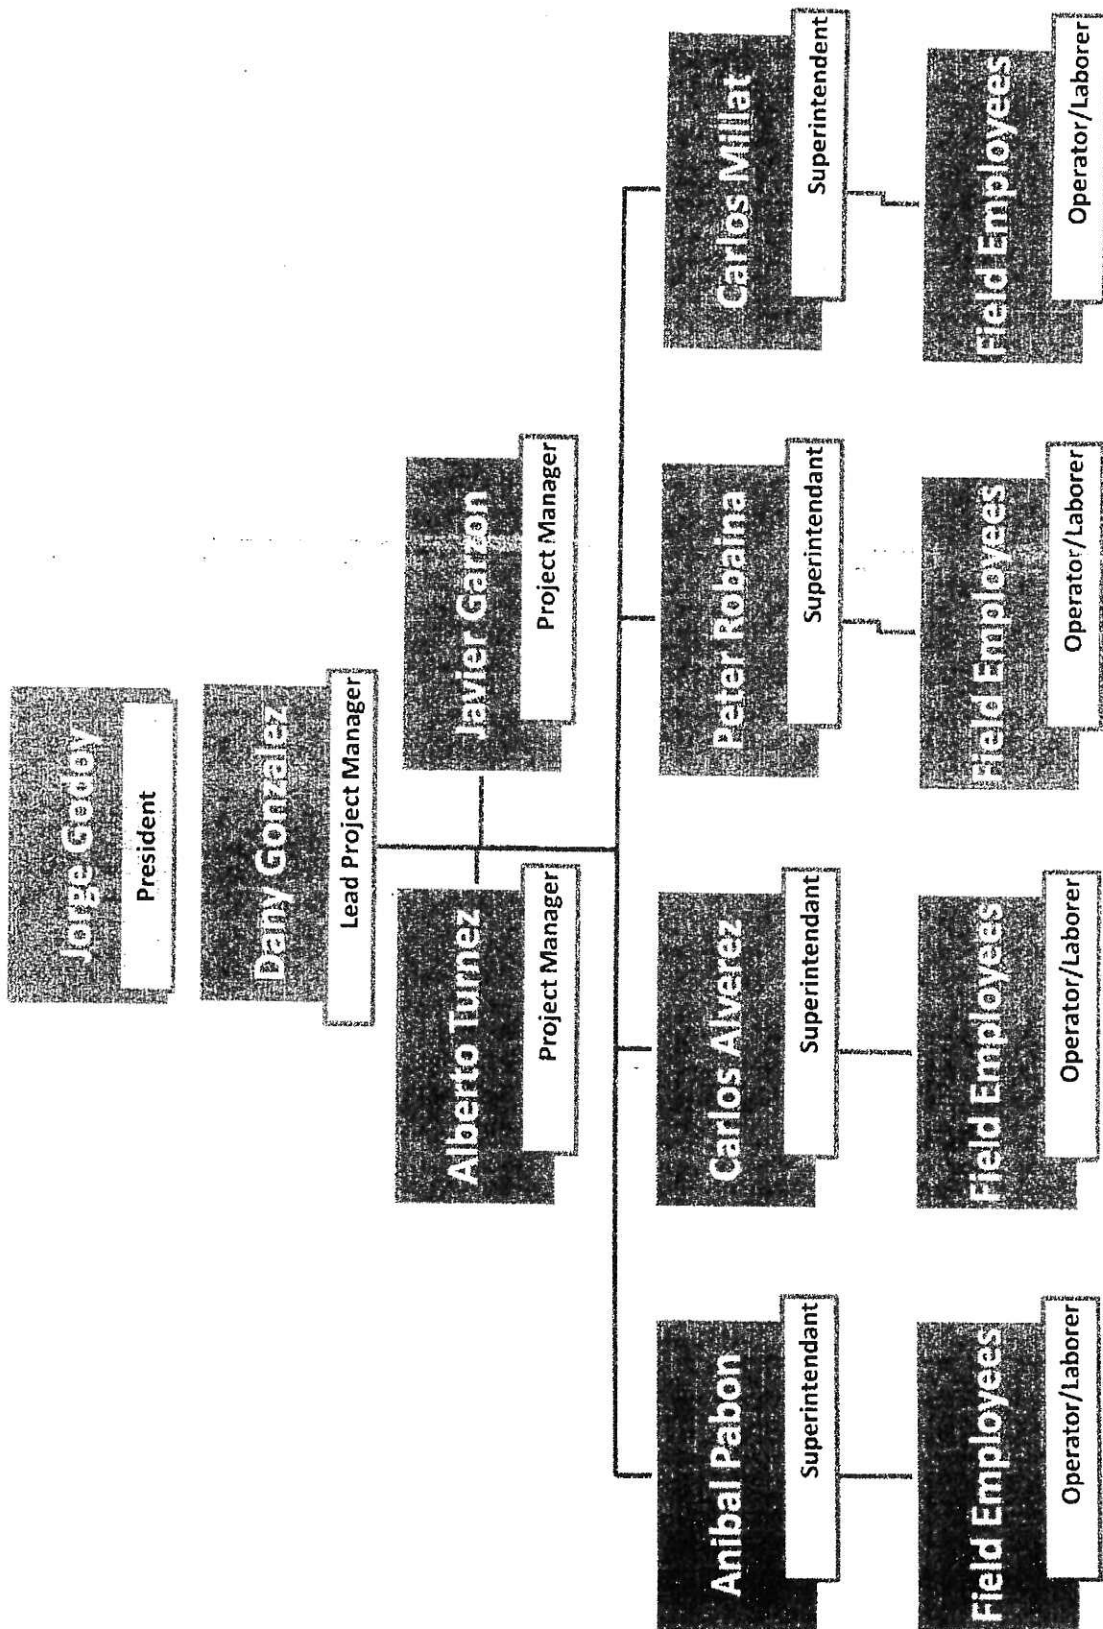 Jorge Godoy
President
Dany Gonzalez
Lead Project Manager
Alberto Turnez
Project Manager
Javier Garzon
Project Manager
Anibal Pabon
Superintendant
Carlos Alverez
Superintendant
Peter Robaina
Superintendant
Carlos Millat
Superintendent
Field Employees
Operator/Laborer
Field Employees
Operator/Laborer
Field Employees
Operator/Laborer
Field Employees
Operator/Laborer